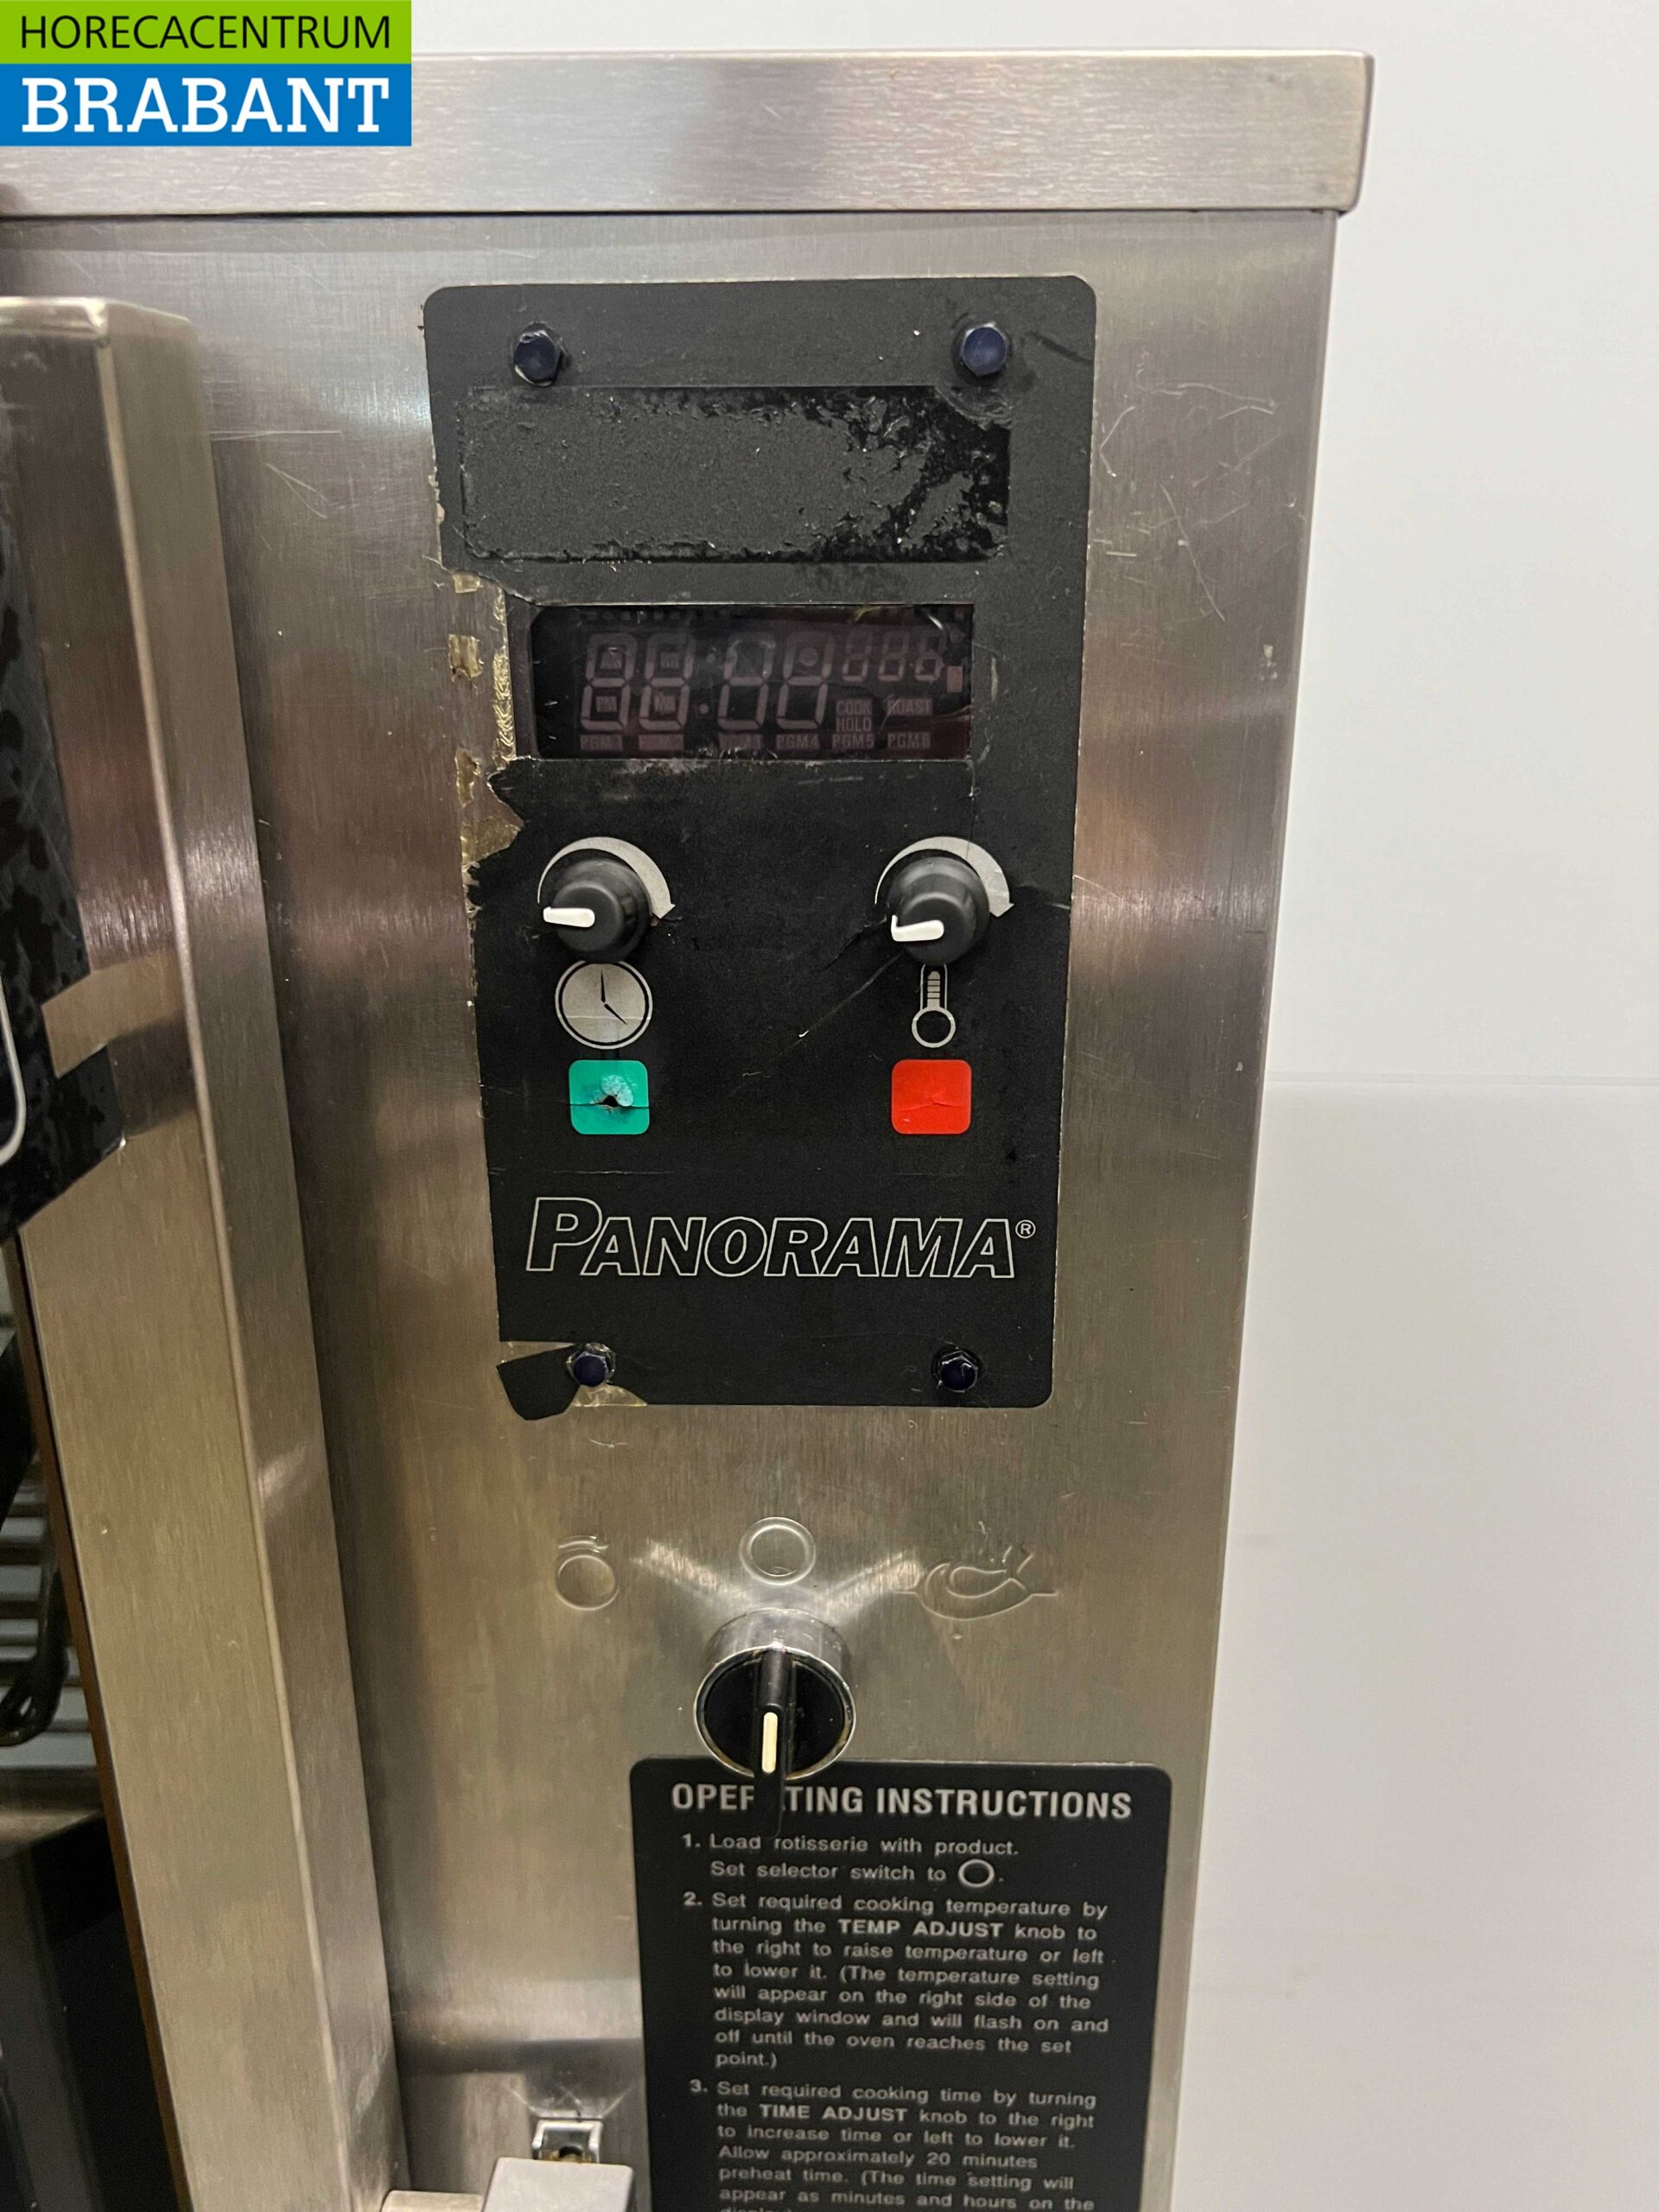 HORECACENTRUM
BRABANT
COOK ROAST
HOLD
PGM1 PGM4 PGM5 PGM6
PANORAMA®
OPER TING INSTRUCTIONS
1. Load rotisserie with product.
Set selector switch to O.
2. Set required cooking temperature by
turning the TEMP ADJUST knob to
the right to raise temperature or left
to lower it. (The temperature setting
will appear on the right side of the
display window and will flash on and
off until the oven reaches the set
point.)
3. Set required cooking time by turning
the TIME ADJUST knob to the right
to increase time or left to lower it.
Allow approximately 20 minutes
preheat time. (The time setting will
appear as minutes and hours on the